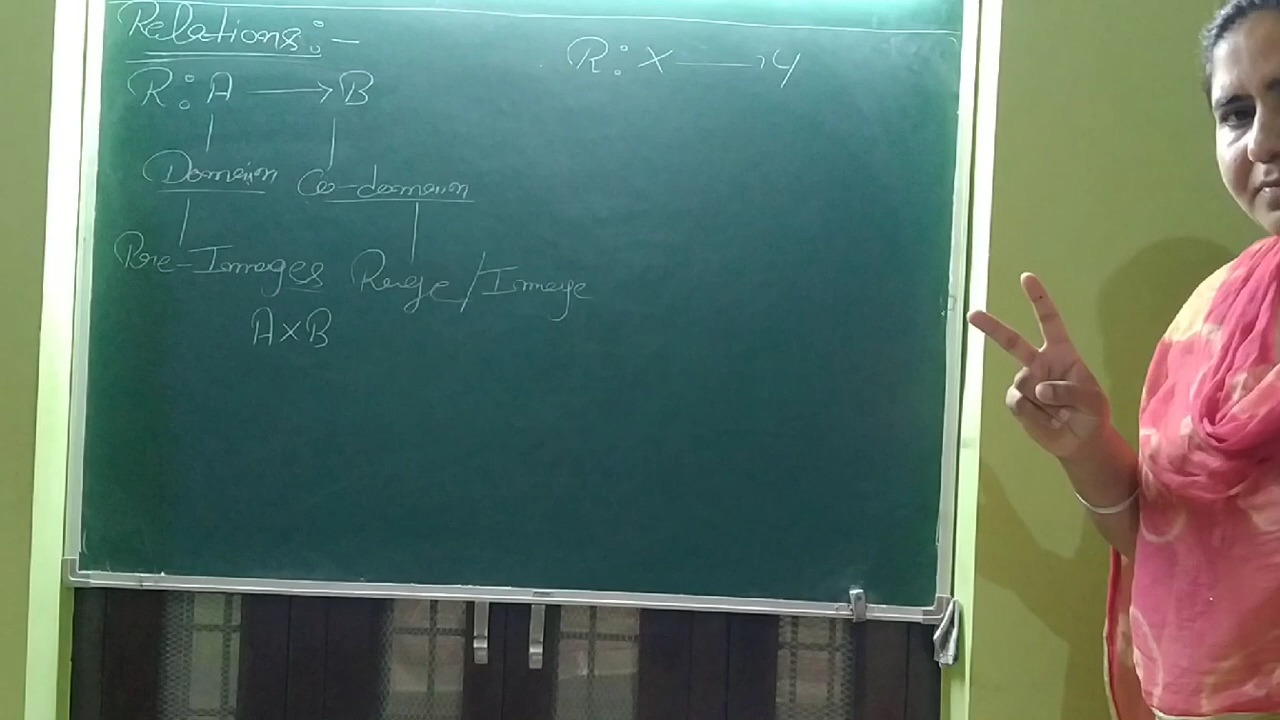 Relations:-
R: A → B
Domain Co-domain
Pre-Images Range/Image
A×B
R: X → Y